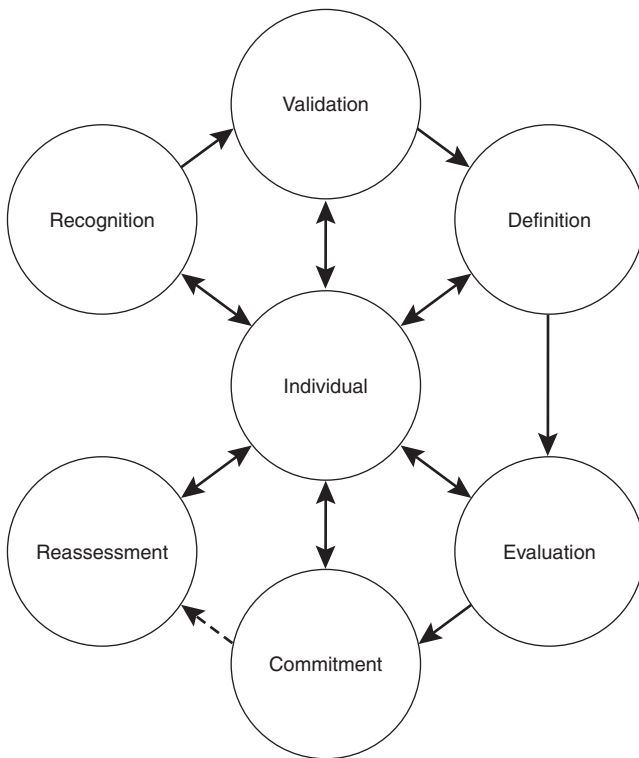 Validation
Recognition
Definition
Individual
Reassessment
Evaluation
Commitment